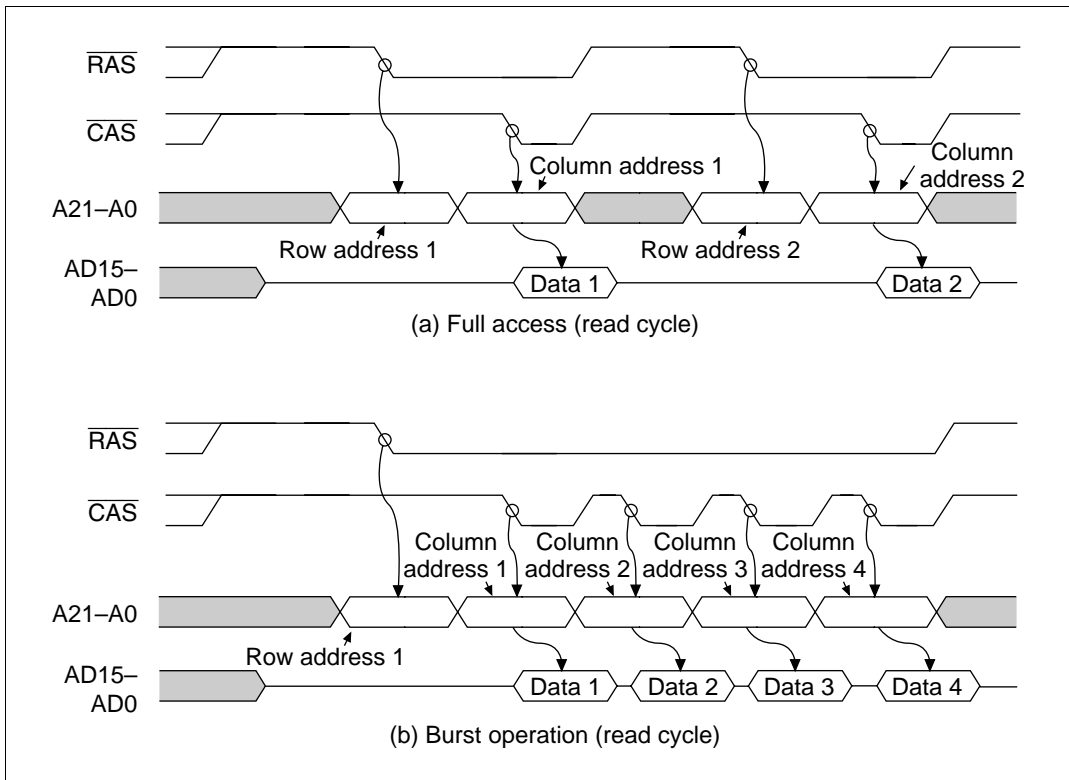 RAS
CAS
Column address 1
Column
address 2
A21–A0
Row address 1
Row address 2
AD15–
AD0
Data 1
Data 2
(a) Full access (read cycle)
RAS
CAS
Column
address 1
Column
address 2
Column
address 3
Column
address 4
A21–A0
Row address 1
AD15–
AD0
Data 1
Data 2
Data 3
Data 4
(b) Burst operation (read cycle)